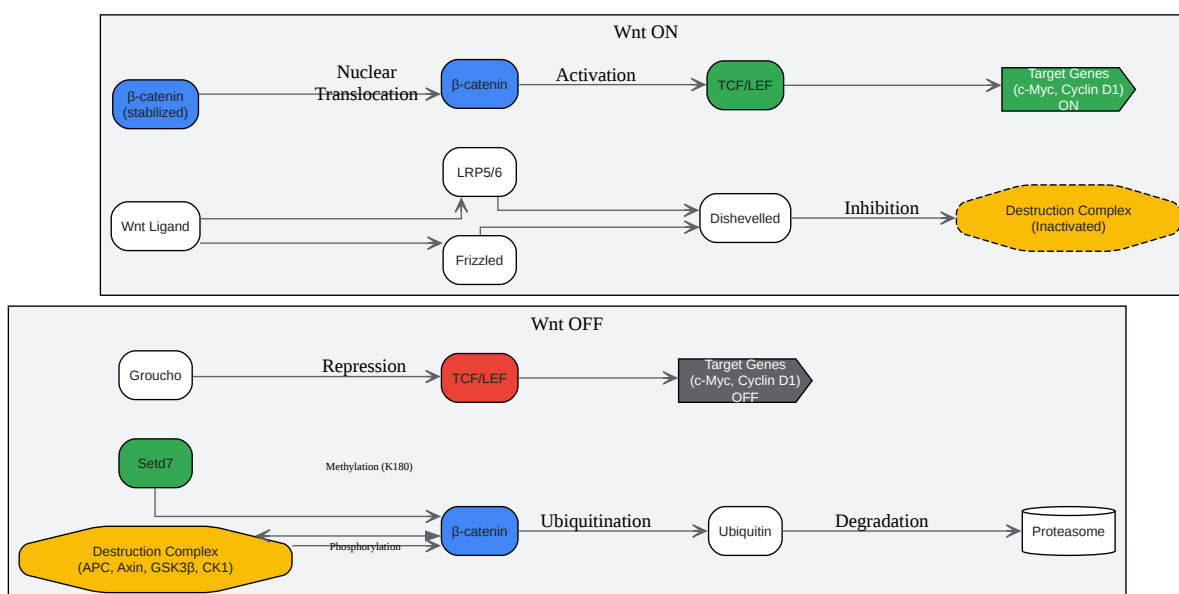 Wnt ON
β-catenin
(stabilized)
Nuclear
Translocation
β-catenin
Activation
TCF/LEF
Target Genes
(c-Myc, Cyclin D1)
ON
Wnt Ligand
LRP5/6
Frizzled
Dishevelled
Inhibition
Destruction Complex
(Inactivated)
Wnt OFF
Groucho
Repression
TCF/LEF
Target Genes
(c-Myc, Cyclin D1)
OFF
Setd7
Methylation (K180)
Destruction Complex
(APC, Axin, GSK3β, CK1)
Phosphorylation
β-catenin
Ubiquitination
Ubiquitin
Degradation
Proteasome